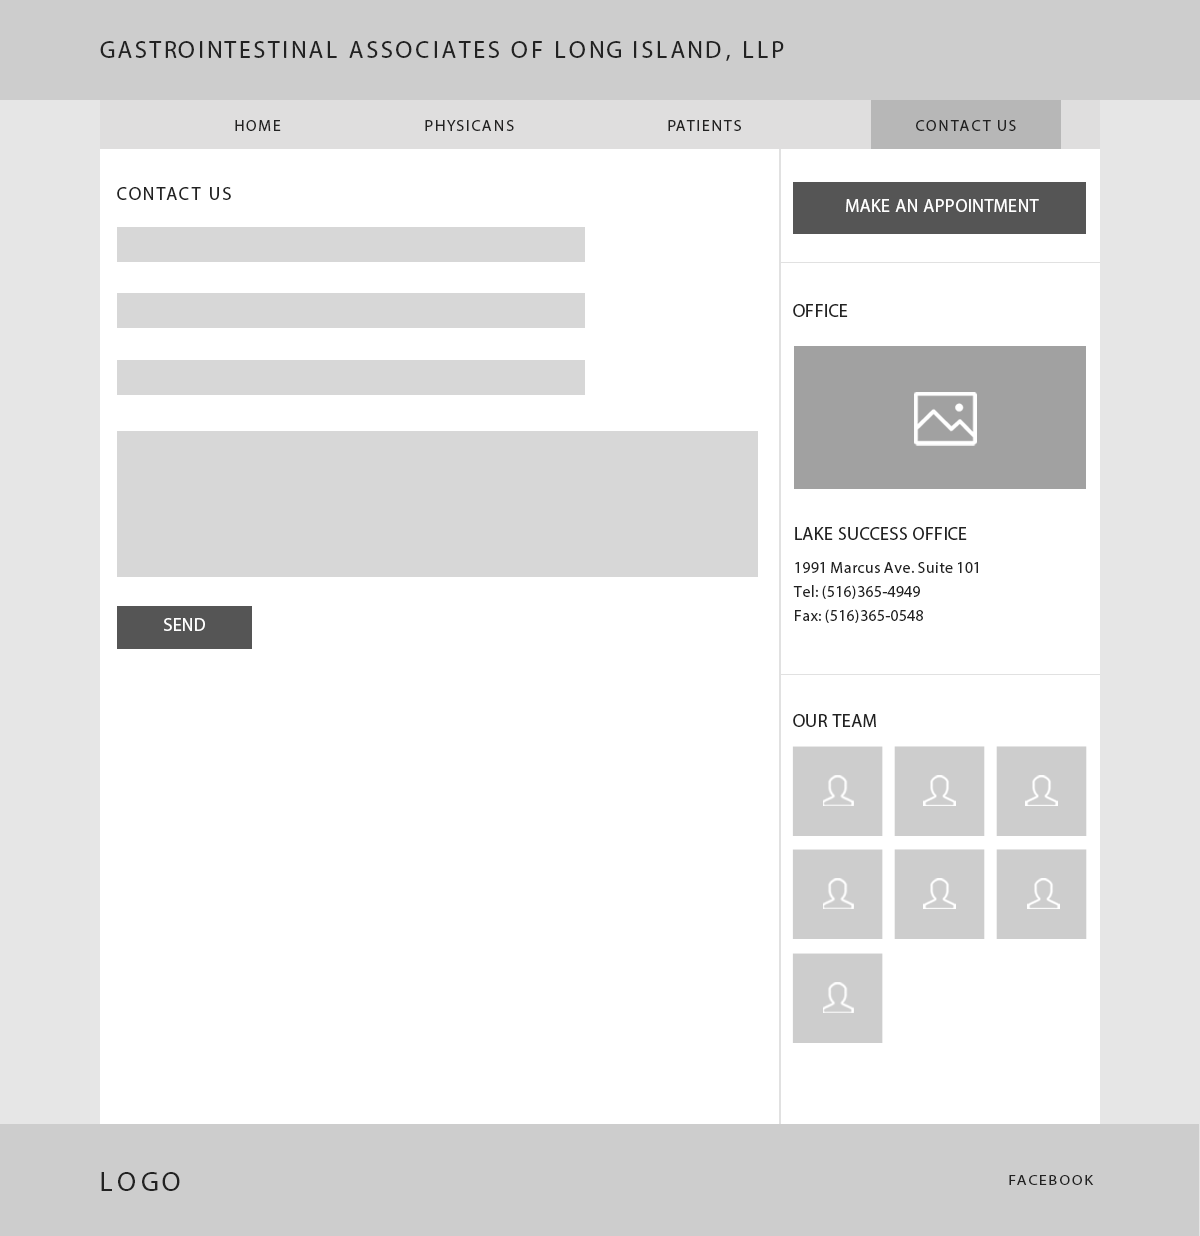 GASTROINTESTINAL ASSOCIATES OF LONG ISLAND, LLP
HOME
PHYSICANS
PATIENTS
CONTACT US
CONTACT US
SEND
MAKE AN APPOINTMENT
OFFICE
LAKE SUCCESS OFFICE
1991 Marcus Ave. Suite 101
Tel: (516)365-4949
Fax: (516)365-0548
OUR TEAM
LOGO
FACEBOOK